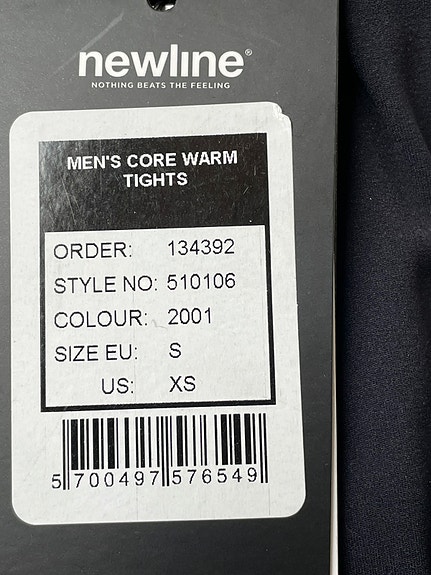 newline®
NOTHING BEATS THE FEELING
MEN'S CORE WARM
TIGHTS
ORDER: 134392
STYLE NO: 510106
COLOUR: 2001
SIZE EU: S
US: XS
5 700497 576549